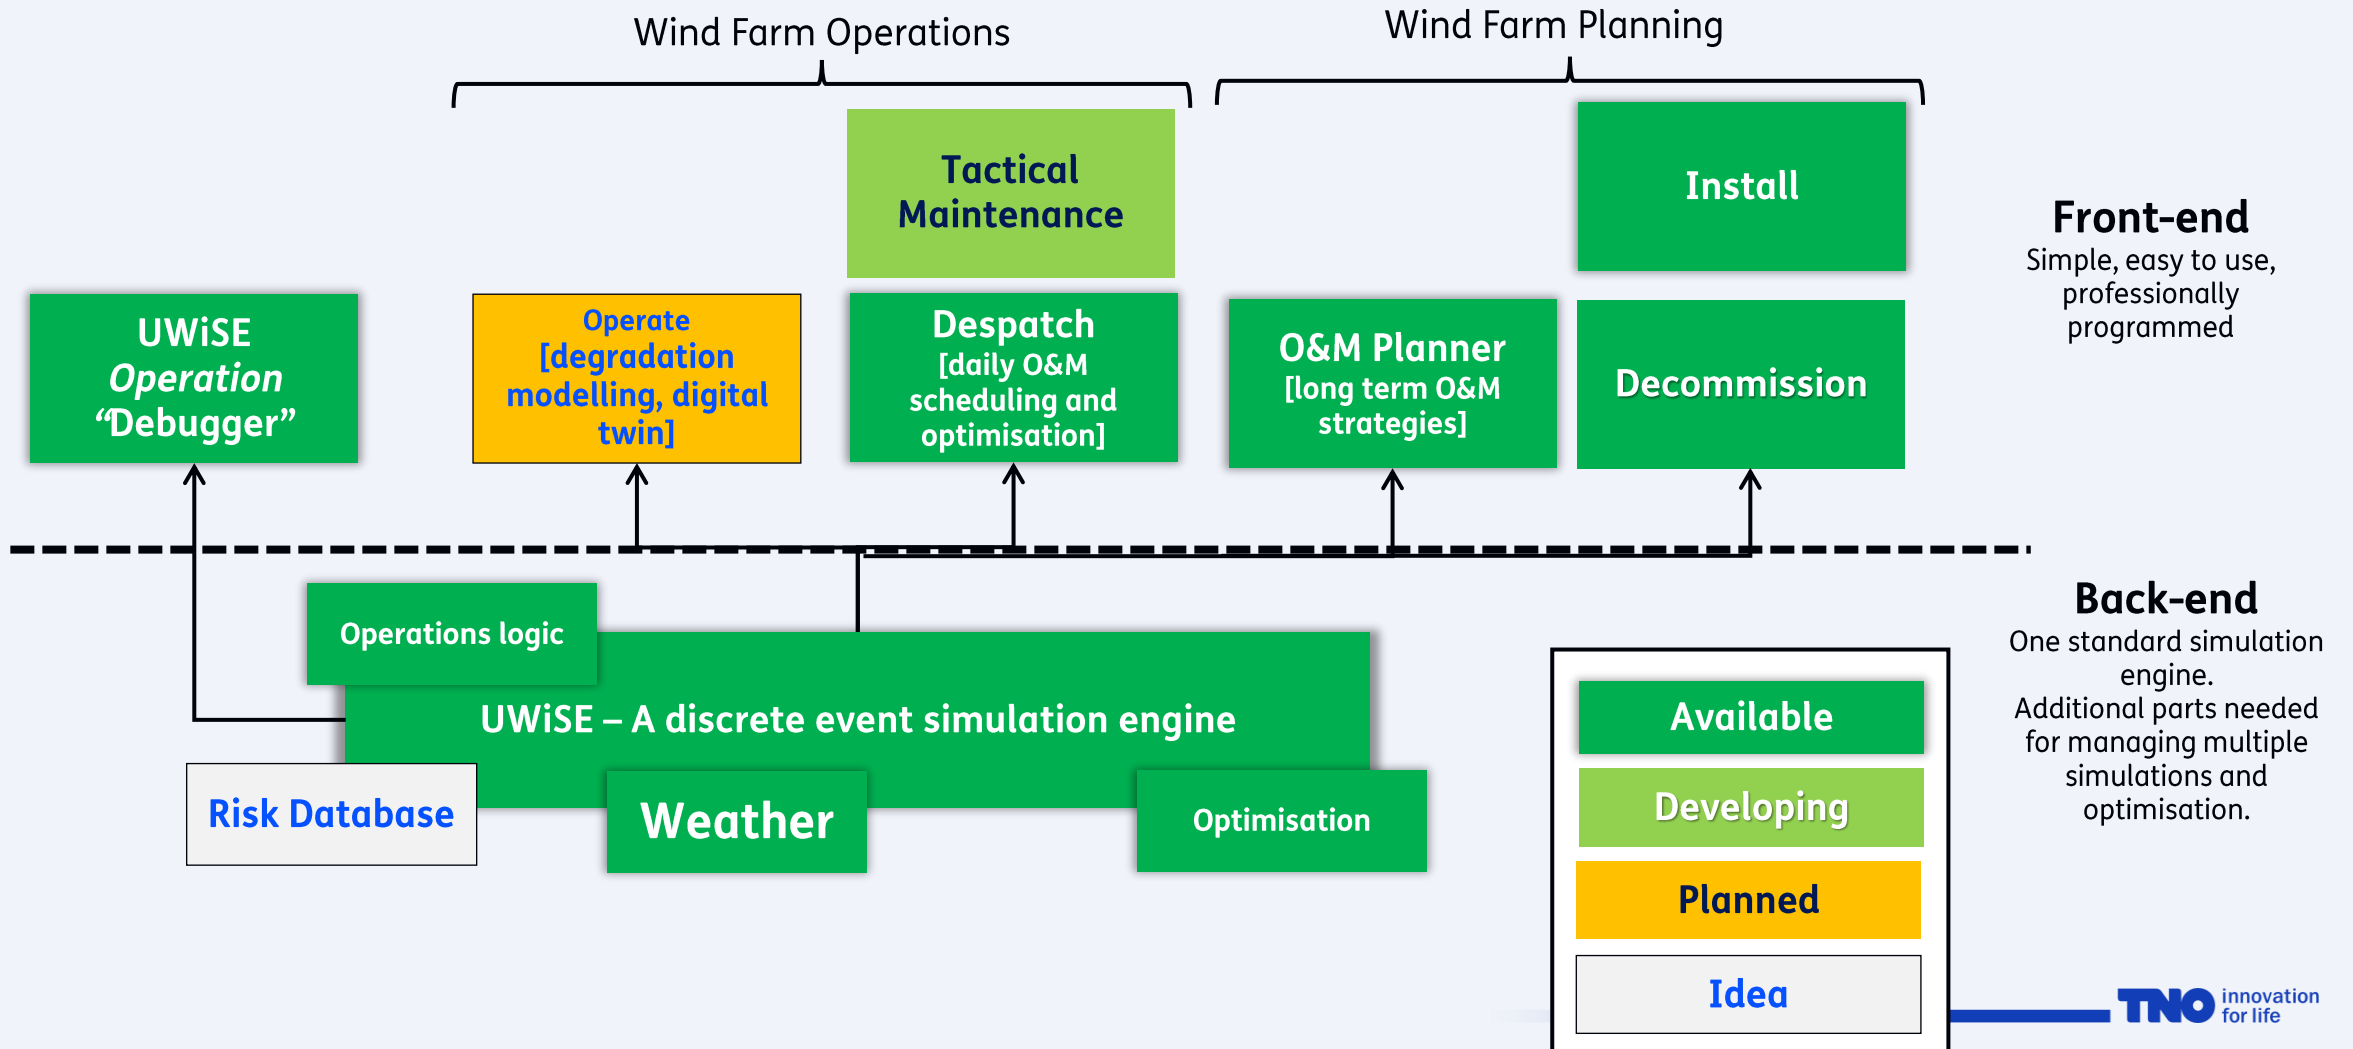 Wind Farm Operations
Wind Farm Planning
Tactical
Maintenance
Install
Front-end
Simple, easy to use,
professionally
programmed
UWiSE
Operation
“Debugger”
Operate
[degradation
modelling, digital
twin]
Despatch
[daily O&M
scheduling and
optimisation]
O&M Planner
[long term O&M
strategies]
Decommission
Operations logic
UWiSE – A discrete event simulation engine
Risk Database
Weather
Optimisation
Back-end
One standard simulation
engine.
Additional parts needed
for managing multiple
simulations and
optimisation.
Available
Developing
Planned
Idea
TNO innovation
for life